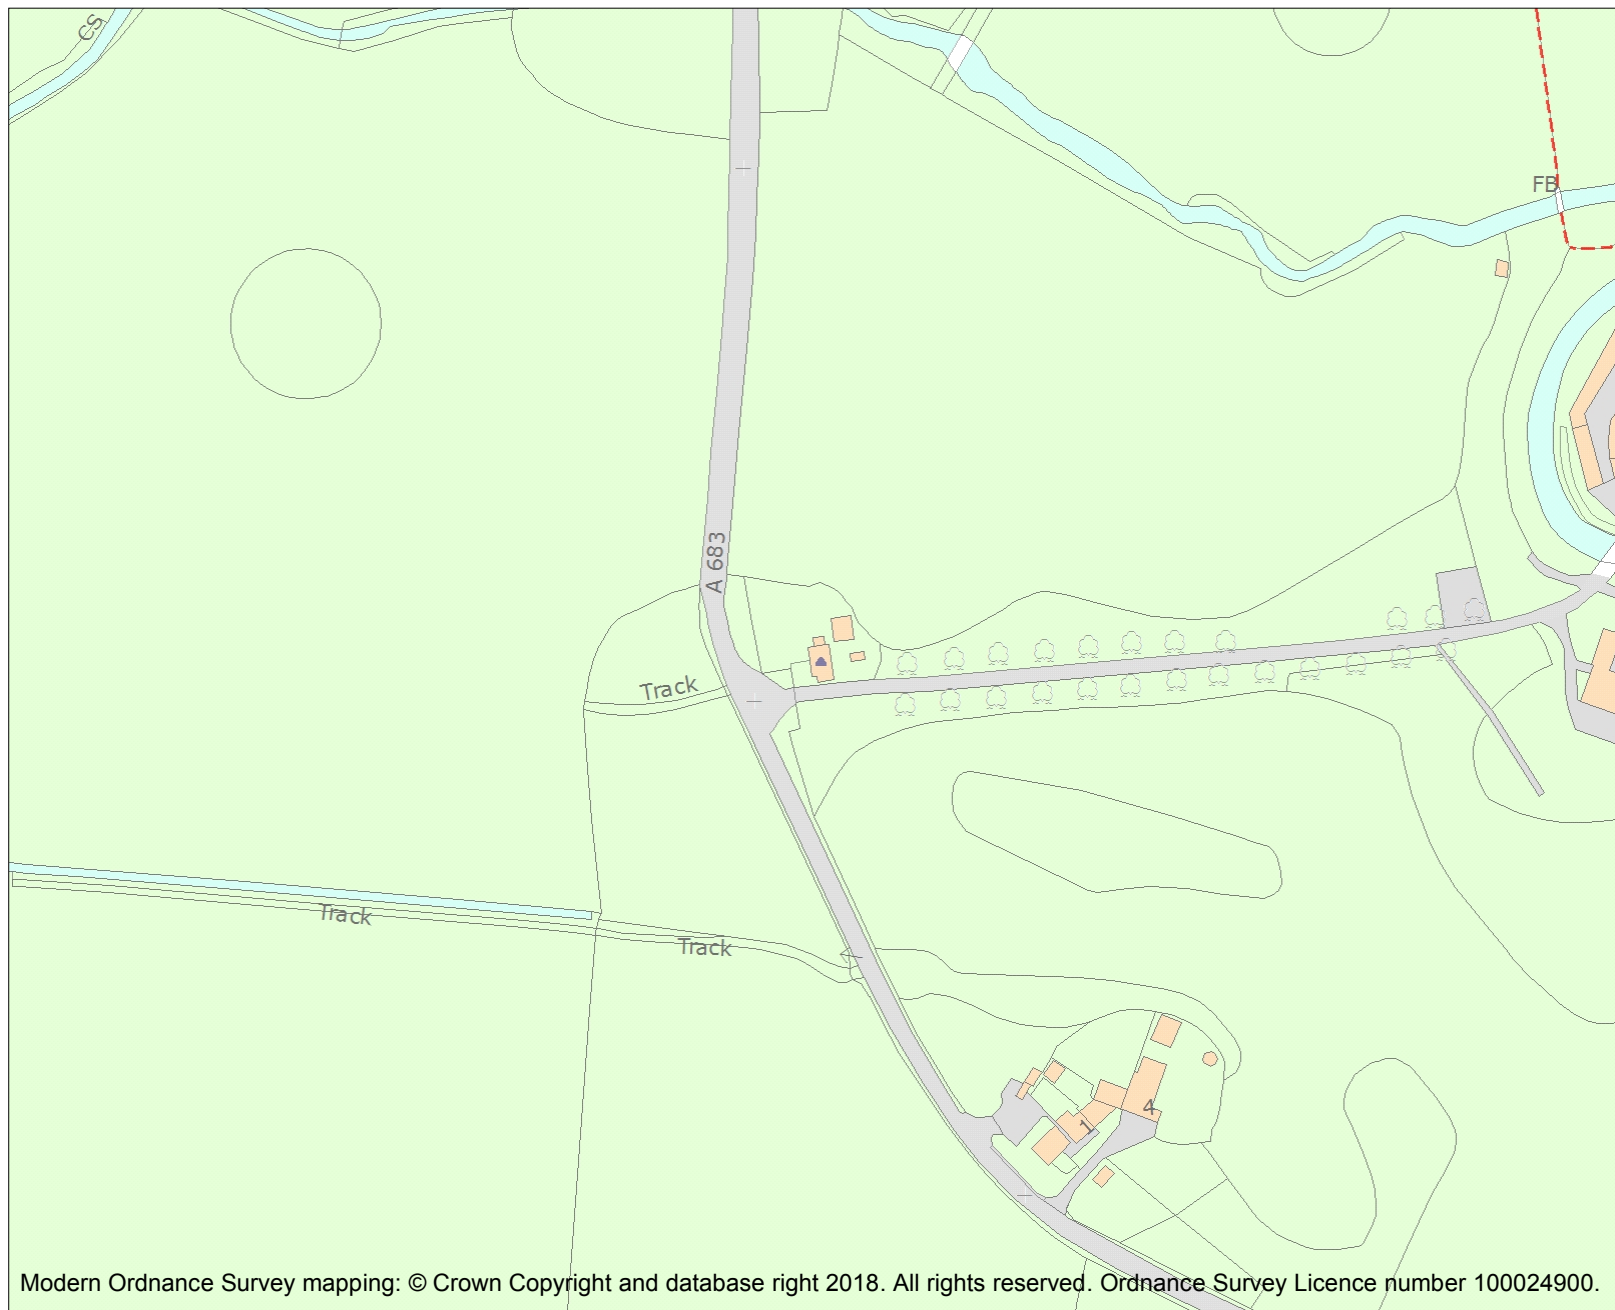 CS
FB
A 683
Track
Track
Track
4
1
Modern Ordnance Survey mapping: © Crown Copyright and database right 2018. All rights reserved. Ordnance Survey Licence number 100024900.